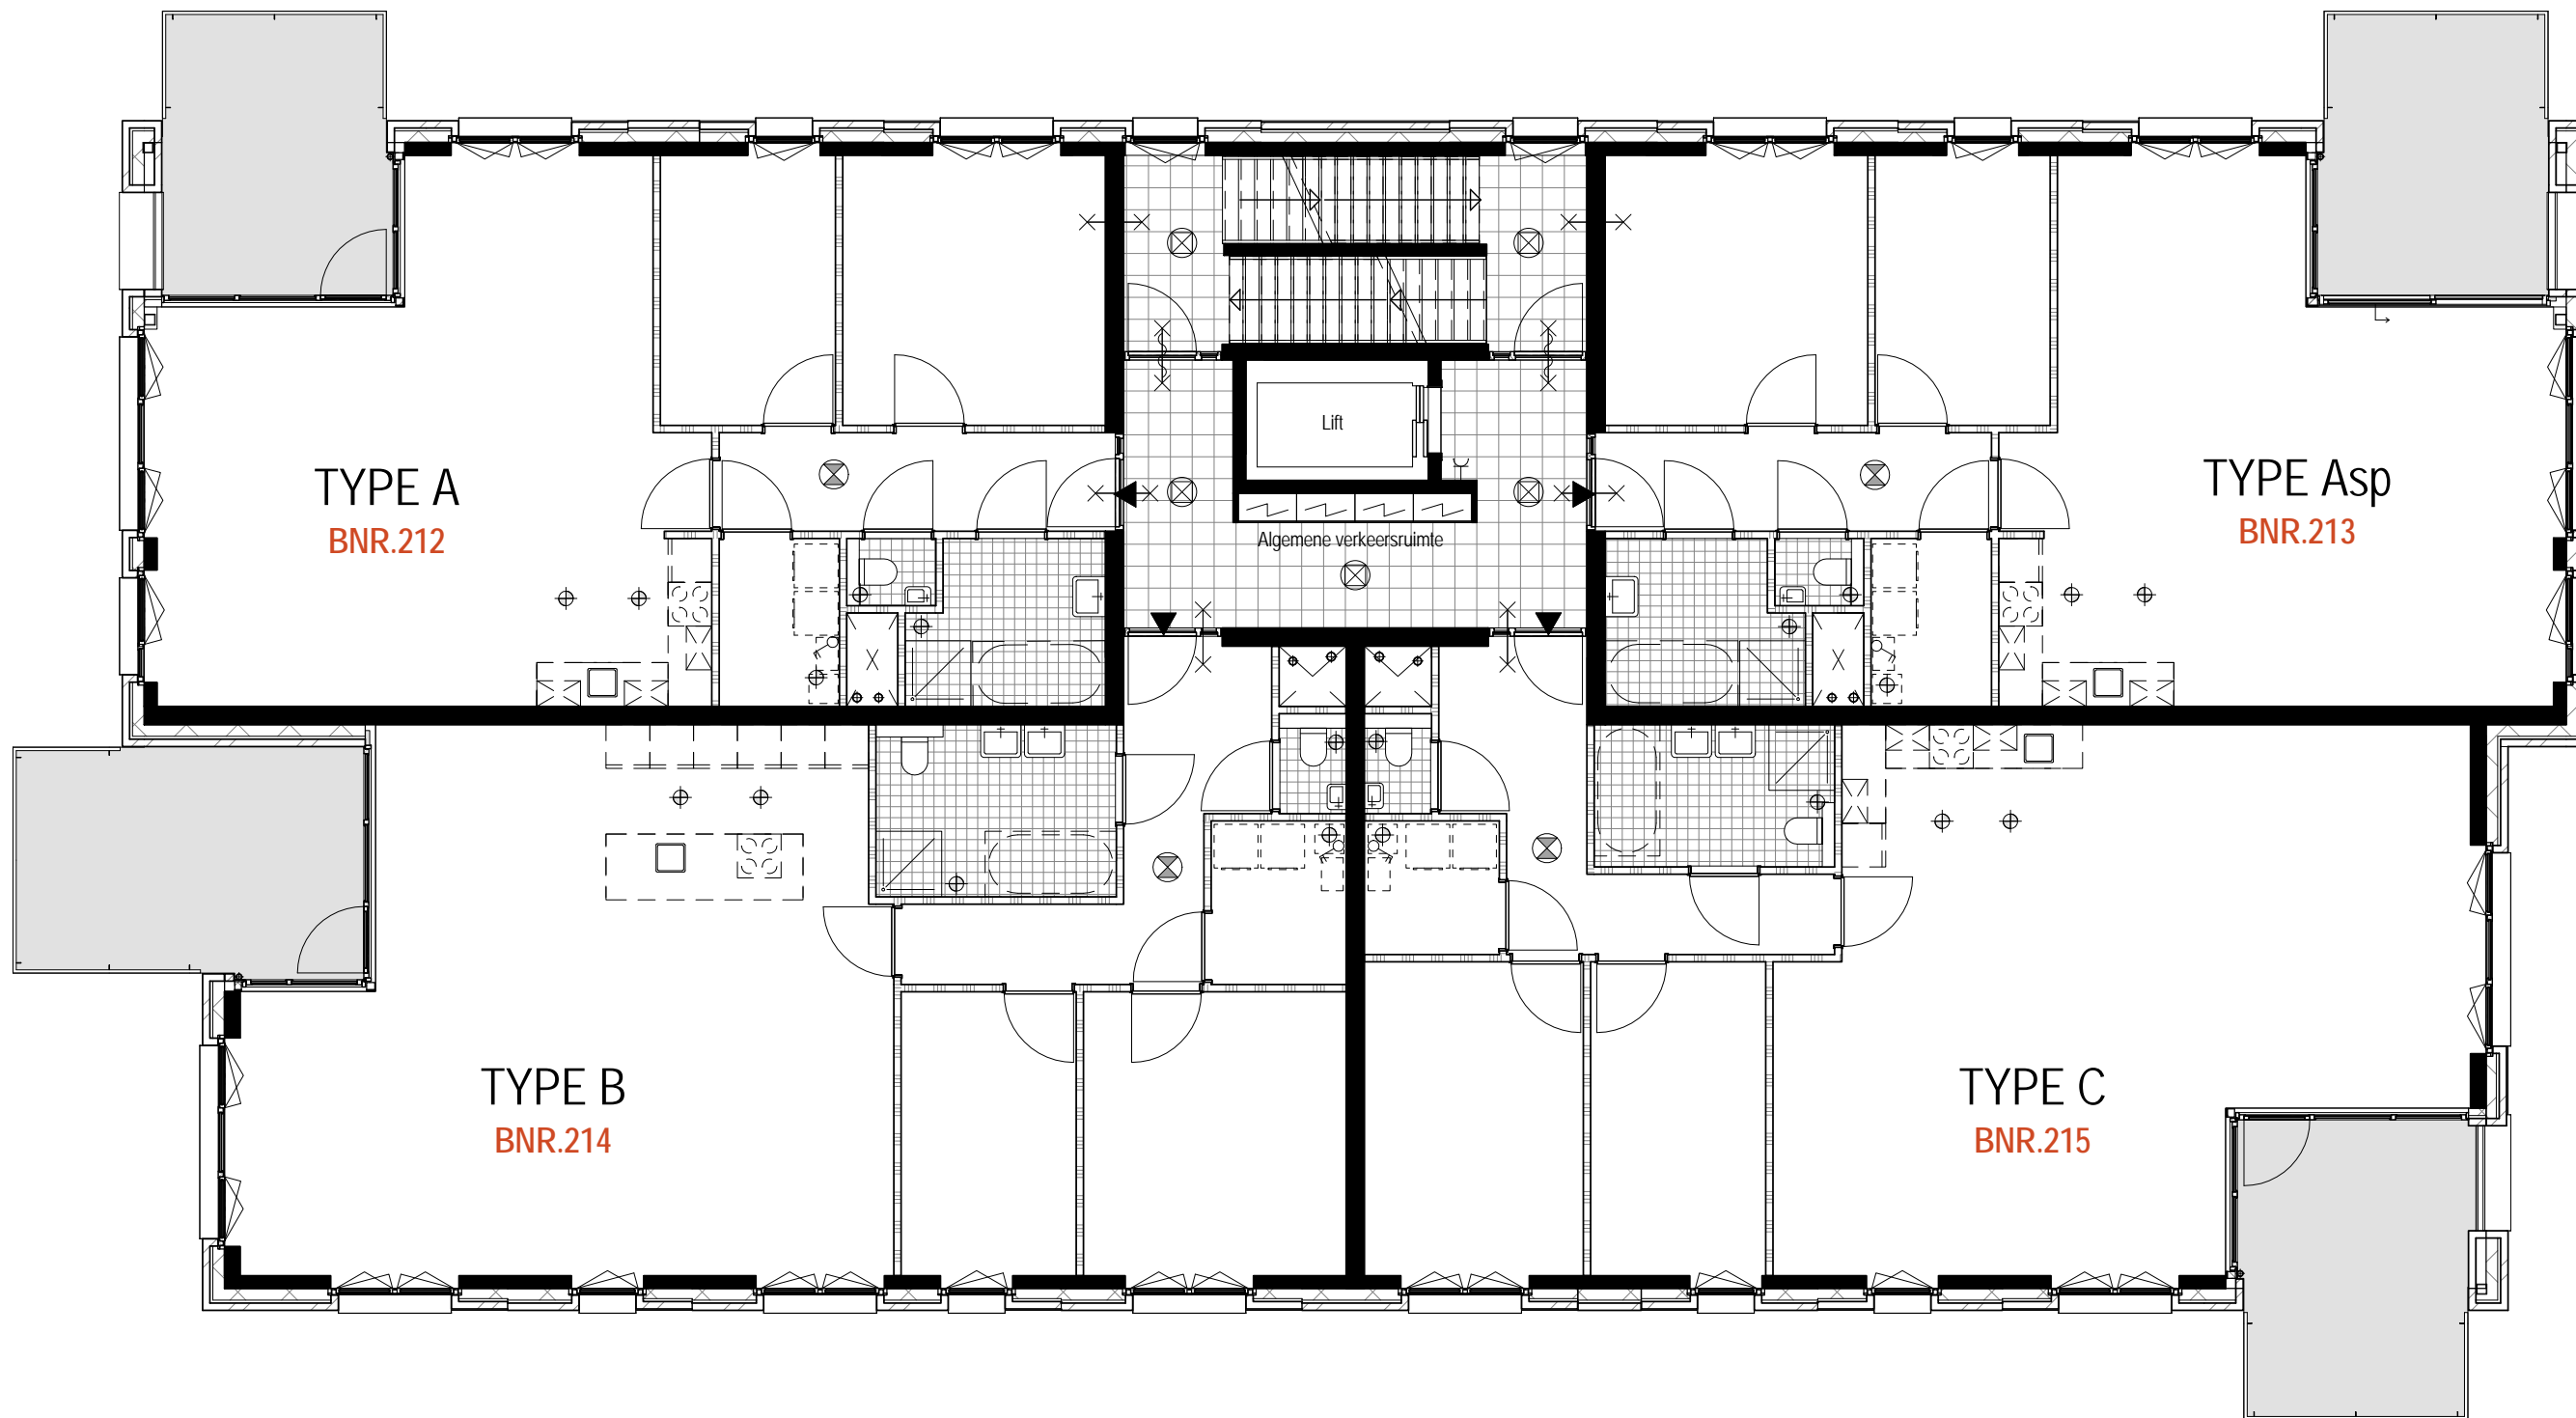 Lift
TYPE A
BNR.212
TYPE Asp
BNR.213
Algemene verkeersruimte
TYPE B
BNR.214
TYPE C
BNR.215